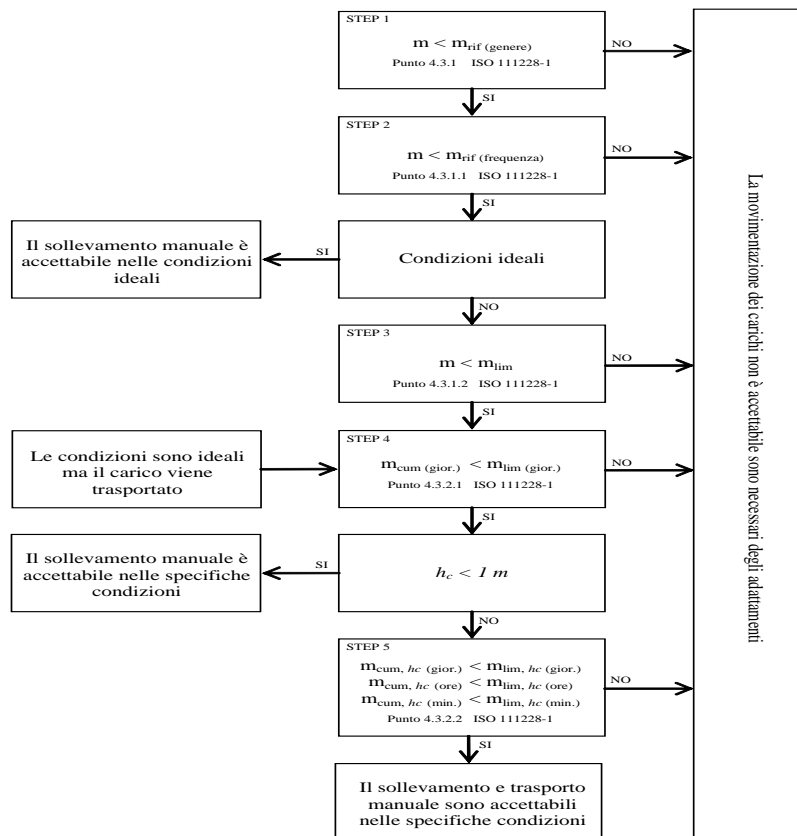 STEP 1
m < mrif (genere)
Punto 4.3.1 ISO 111228-1
NO
SI
STEP 2
m < mrif (frequenza)
Punto 4.3.1.1 ISO 111228-1
NO
SI
Il sollevamento manuale è
accettabile nelle condizioni
ideali
SI
Condizioni ideali
NO
STEP 3
m < mlim
Punto 4.3.1.2 ISO 111228-1
NO
SI
Le condizioni sono ideali
ma il carico viene
trasportato
STEP 4
mcum (gior.) < mlim (gior.)
Punto 4.3.2.1 ISO 111228-1
NO
SI
Il sollevamento manuale è
accettabile nelle specifiche
condizioni
SI
hc < 1 m
NO
STEP 5
mcum, hc (gior.) < mlim, hc (gior.)
mcum, hc (ore) < mlim, hc (ore)
mcum, hc (min.) < mlim, hc (min.)
Punto 4.3.2.2 ISO 111228-1
NO
SI
Il sollevamento e trasporto
manuale sono accettabili
nelle specifiche condizioni
La movimentazione dei carichi non è accettabile sono necessari degli adattamenti